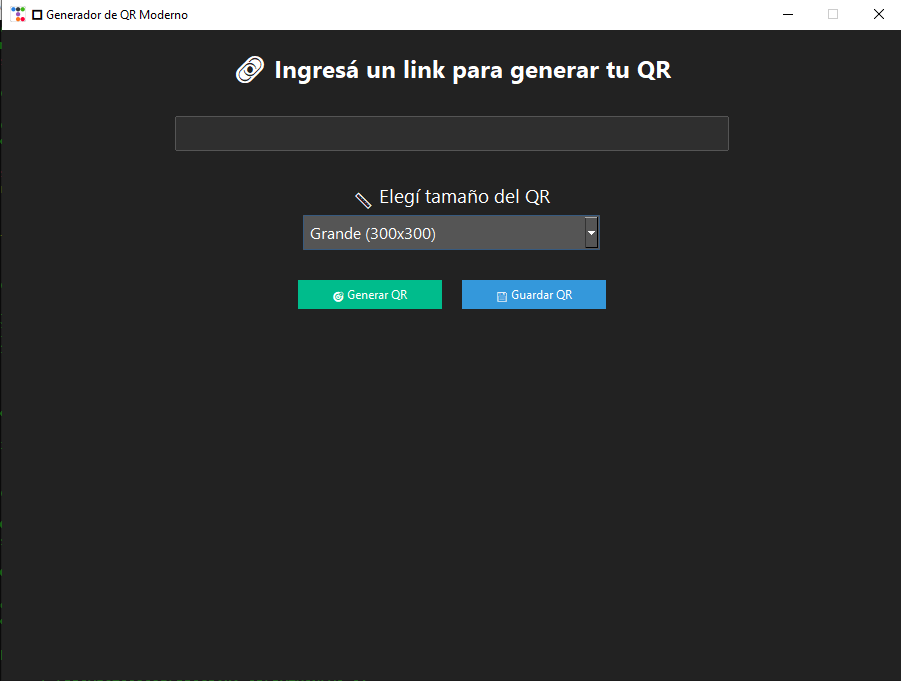 Generador de QR Moderno
Ingresá un link para generar tu QR
Elegí tamaño del QR
Grande (300x300)
Generar QR
Guardar QR